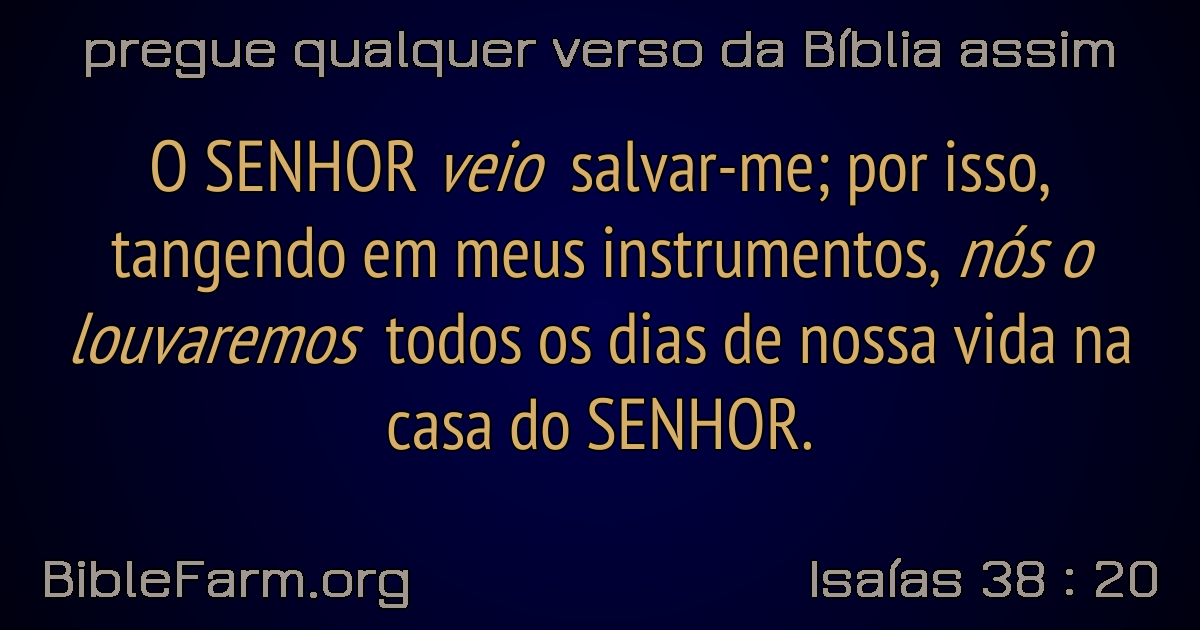 pregue qualquer verso da Bíblia assim
O SENHOR veio salvar-me; por isso,
tangendo em meus instrumentos, nós o
louvaremos todos os dias de nossa vida na
casa do SENHOR.
BibleFarm.org
Isaías 38 : 20